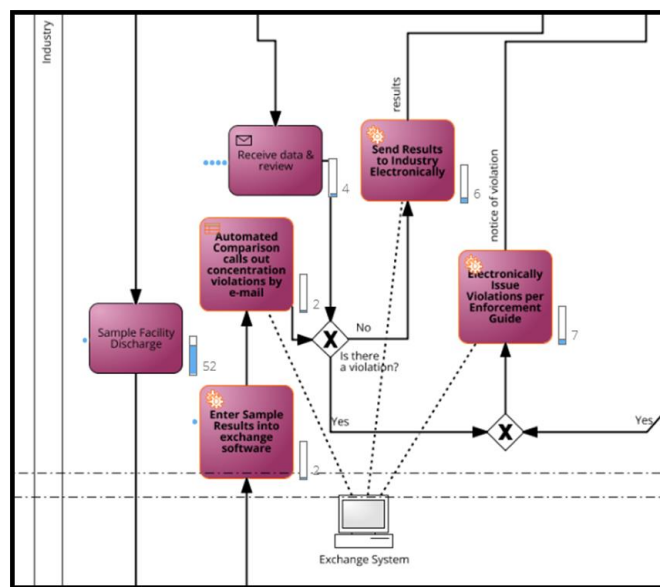 Industry
results
notice of violation
Receive data &
review
4
Send Results
to Industry
Electronically
6
Automated
Comparison
calls out
concentration
violations by
e-mail
2
Electronically
Issue
Violations per
Enforcement
Guide
7
Sample Facility
Discharge
52
X
No
Is there
a violation?
Enter Sample
Results into
exchange
software
2
Yes
X
Yes
Exchange System